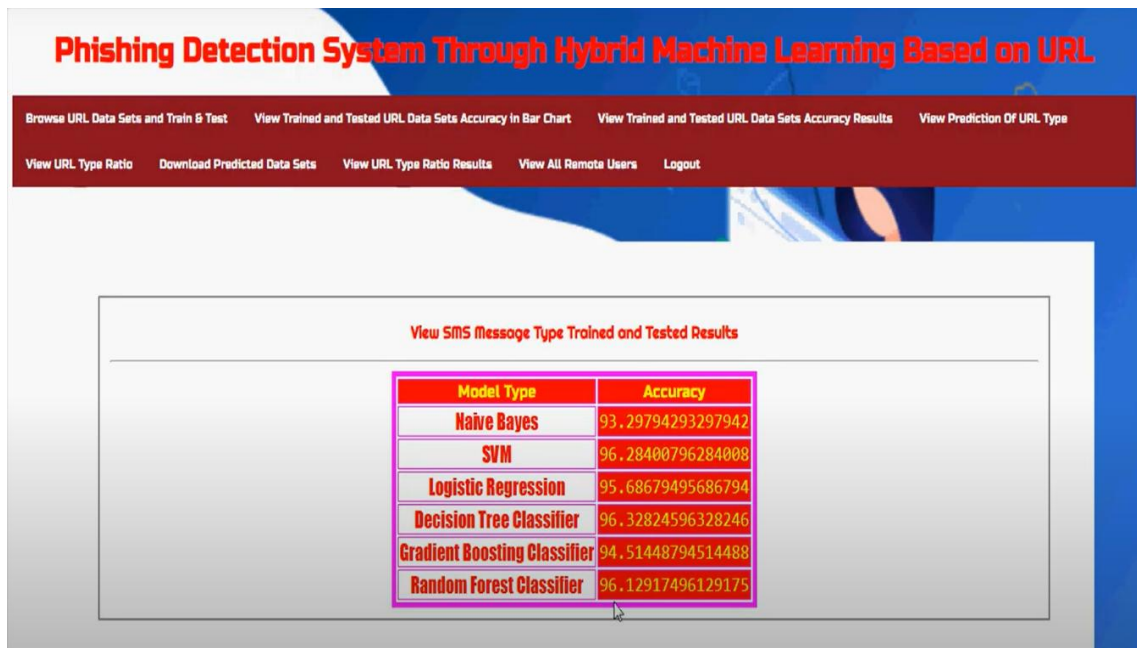 Phishing Detection System Through Hybrid Machine Learning Based on URL
Browse URL Data Sets and Train & Test View Trained and Tested URL Data Sets Accuracy in Bar Chart View Trained and Tested URL Data Sets Accuracy Results View Prediction Of URL Type
View URL Type Ratio Download Predicted Data Sets View URL Type Ratio Results View All Remote Users Logout
View SMS Message Type Trained and Tested Results
Model Type Accuracy
Naive Bayes 93.29794293297942
SVM 96.28400796284008
Logistic Regression 95.68679495686794
Decision Tree Classifier 96.32824596328246
Gradient Boosting Classifier 94.51448794514488
Random Forest Classifier 96.12917496129175